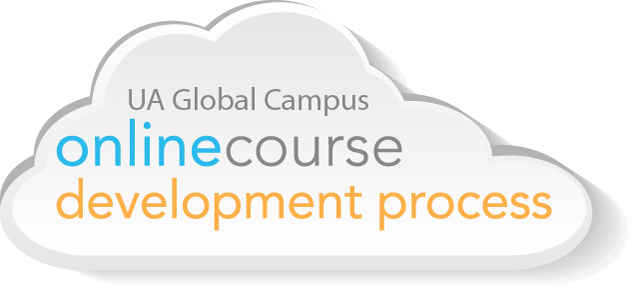 UA Global Campus
onlinecourse
development process